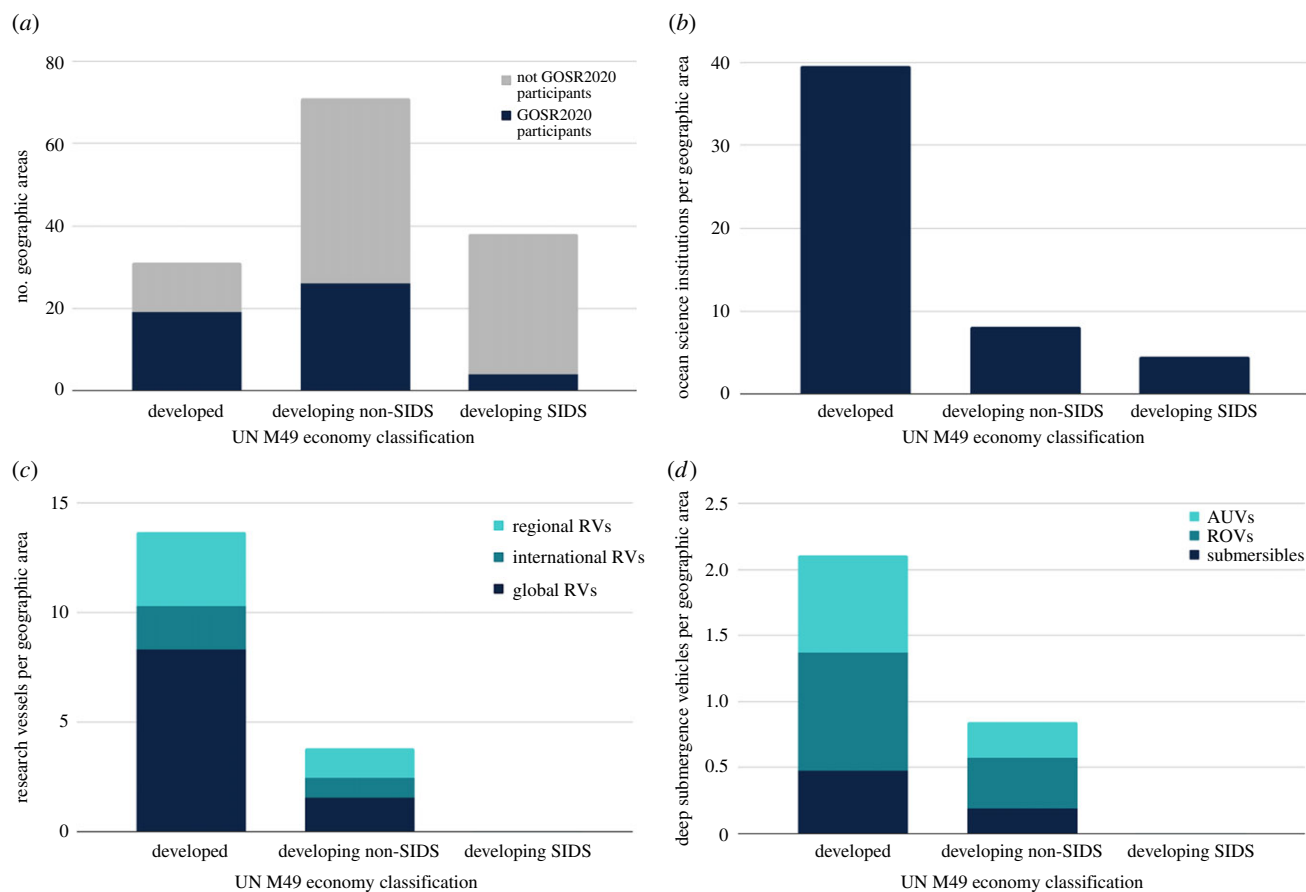 (a)
no. geographic areas
80
60
40
20
0
not GOSR2020
participants
GOSR2020
participants
developed
developing non-SIDS
developing SIDS
UN M49 economy classification
(b)
ocean science institutions per geographic area
40
30
20
10
0
developed
developing non-SIDS
developing SIDS
UN M49 economy classification
(c)
research vessels per geographic area
15
10
5
0
regional RVs
international RVs
global RVs
developed
developing non-SIDS
developing SIDS
UN M49 economy classification
(d)
deep submergence vehicles per geographic area
2.5
2.0
1.5
1.0
0.5
0
AUVs
ROVs
submersibles
developed
developing non-SIDS
developing SIDS
UN M49 economy classification